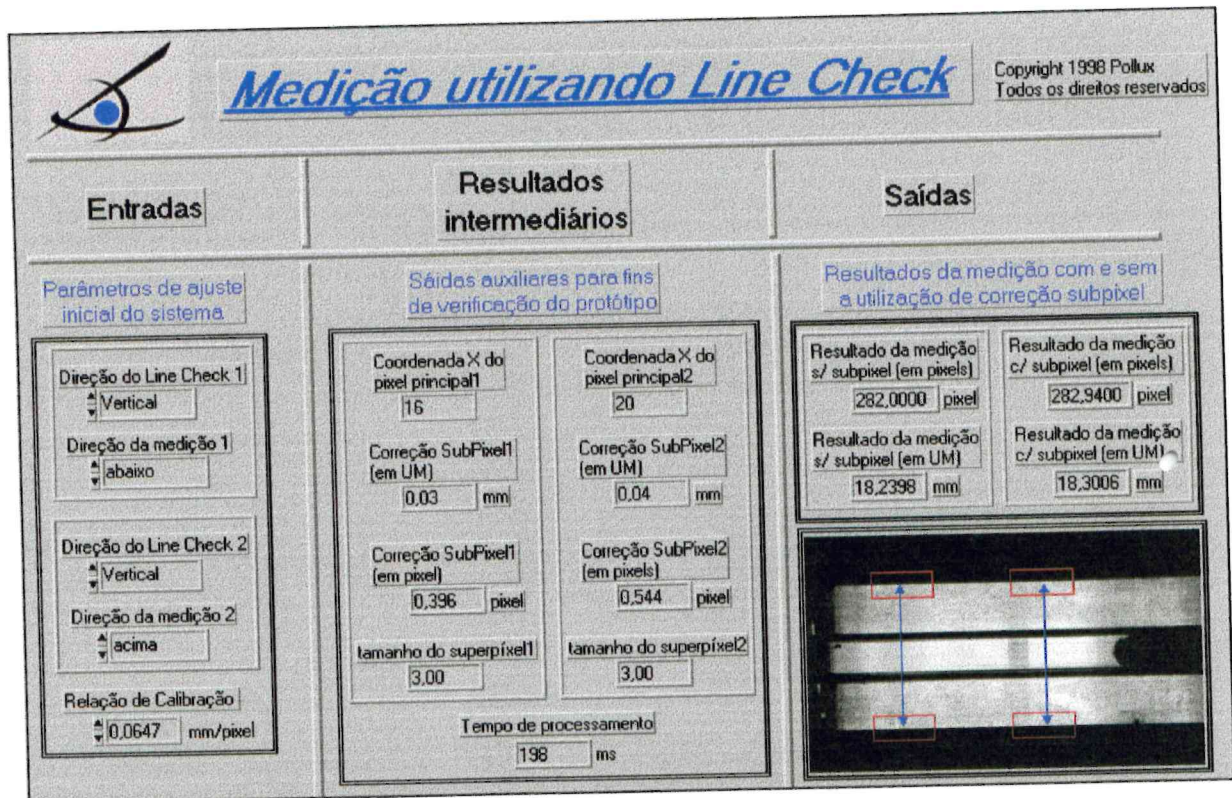 Medição utilizando Line Check
Copyright 1998 Pollux
Todos os direitos reservados
Entradas
Resultados
intermediários
Saídas
Parâmetros de ajuste
inicial do sistema
Direção do Line Check 1
Vertical
Direção da medição 1
abaixo
Direção do Line Check 2
Vertical
Direção da medição 2
acima
Relação de Calibração
0,0647 mm/pixel
Sáidas auxiliares para fins
de verificação do protótipo
Coordenada X do
pixel principal1
16
Correção SubPixel1
(em UM)
0,03 mm
Correção SubPixel1
(em pixel)
0,396 pixel
tamanho do superpíxel1
3,00
Coordenada X do
pixel principal2
20
Correção SubPixel2
(em UM)
0,04 mm
Correção SubPixel2
(em pixels)
0,544 pixel
tamanho do superpíxel2
3,00
Tempo de processamento
198 ms
Resultados da medição com e sem
a utilização de correção subpixel
Resultado da medição
s/ subpixel (em pixels)
282,0000 pixel
Resultado da medição
s/ subpixel (em UM)
18,2398 mm
Resultado da medição
c/ subpixel (em pixels)
282,9400 pixel
Resultado da medição
c/ subpixel (em UM)
18,3006 mm